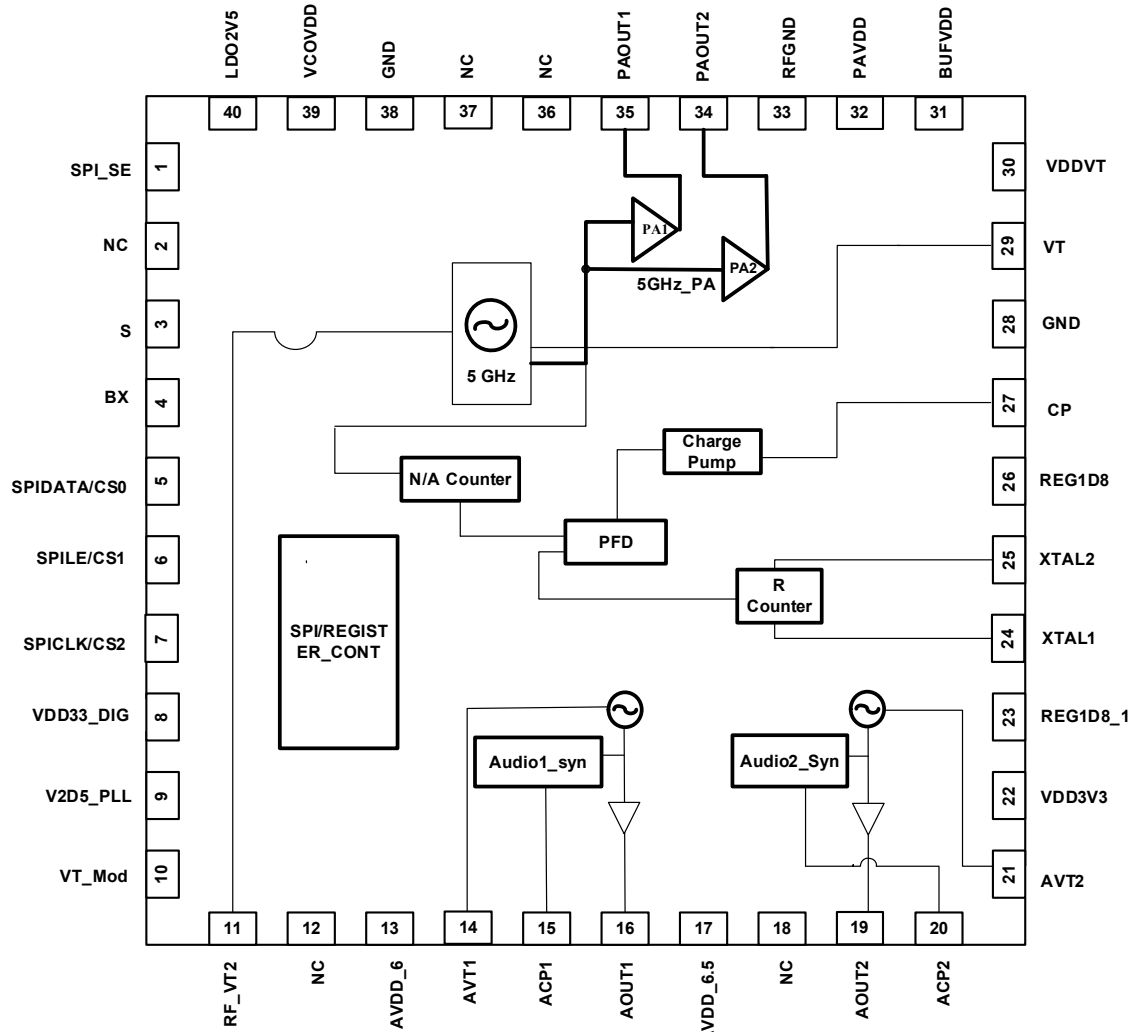 LDO2V5
VCOVDD
GND
NC
NC
PAOUT1
PAOUT2
RFGND
PAVDD
BUFVDD
40
39
38
37
36
35
34
33
32
31
SPI_SE
1
30
VDDVT
NC
2
PA1
29
VT
PA2
5GHz_PA
S
3
28
GND
5 GHz
BX
4
27
CP
Charge
Pump
SPIDATA/CS0
5
N/A Counter
26
REG1D8
SPILE/CS1
6
PFD
25
XTAL2
R
Counter
SPICLK/CS2
7
SPI/REGIST
ER_CONT
24
XTAL1
VDD33_DIG
8
23
REG1D8_1
Audio1_syn
Audio2_Syn
V2D5_PLL
9
22
VDD3V3
VT_Mod
10
21
AVT2
11
12
13
14
15
16
17
18
19
20
RF_VT2
NC
AVDD_6
AVT1
ACP1
AOUT1
VDD_6.5
NC
AOUT2
ACP2